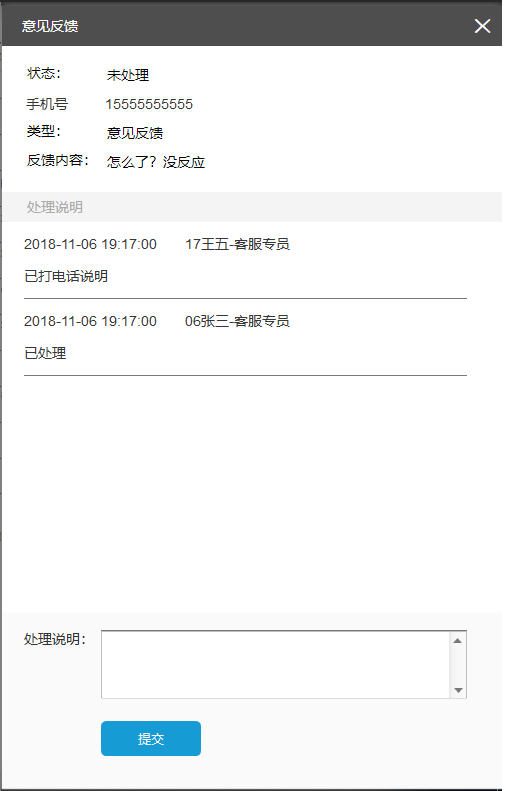 意见反馈
状态： 未处理
手机号 15555555555
类型： 意见反馈
反馈内容： 怎么了？没反应
处理说明
2018-11-06 19:17:00 17王五-客服专员
已打电话说明
2018-11-06 19:17:00 06张三-客服专员
已处理
处理说明：
提交